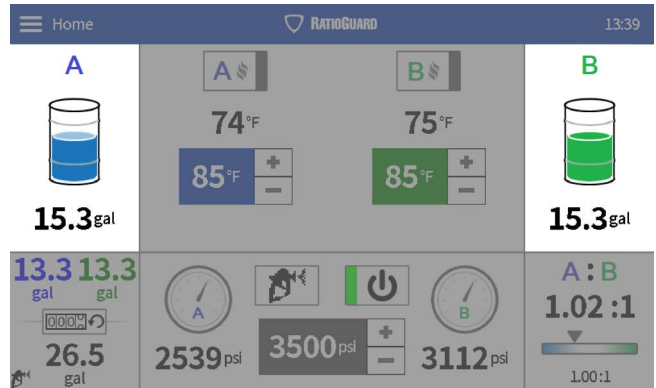 Home
RATIOGUARD
13:39
A
A
B
B
74°F
75°F
85°F
+
−
85°F
+
−
15.3gal
15.3gal
13.3 13.3
gal gal
A
B
A:B
1.02 :1
3500psi
+
−
2539psi
3112psi
26.5
gal
1.00:1